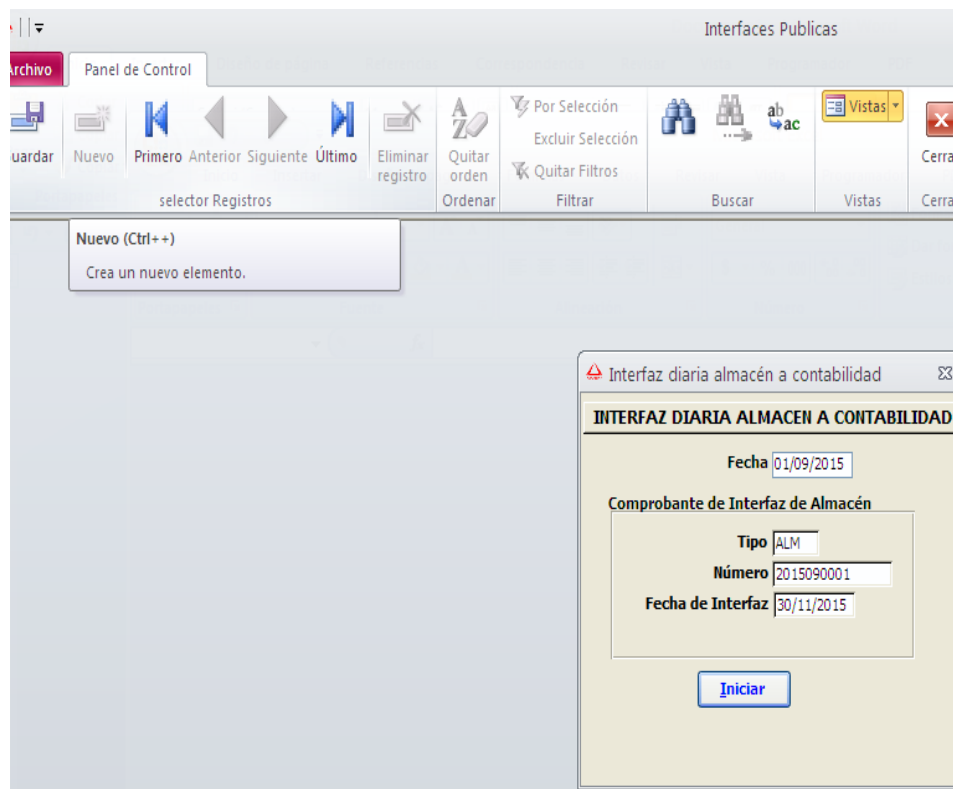 Interfaces Publicas
Archivo Panel de Control
uardar Nuevo Primero Anterior Siguiente Último Eliminar registro Quitar orden Por Selección Excluir Selección Quitar Filtros ab ac Vistas Cerra
selector Registros Ordenar Filtrar Buscar Vistas Cerra
Nuevo (Ctrl++)
Crea un nuevo elemento.
Interfaz diaria almacén a contabilidad
INTERFAZ DIARIA ALMACEN A CONTABILIDAD
Fecha 01/09/2015
Comprobante de Interfaz de Almacén
Tipo ALM
Número 2015090001
Fecha de Interfaz 30/11/2015
Iniciar